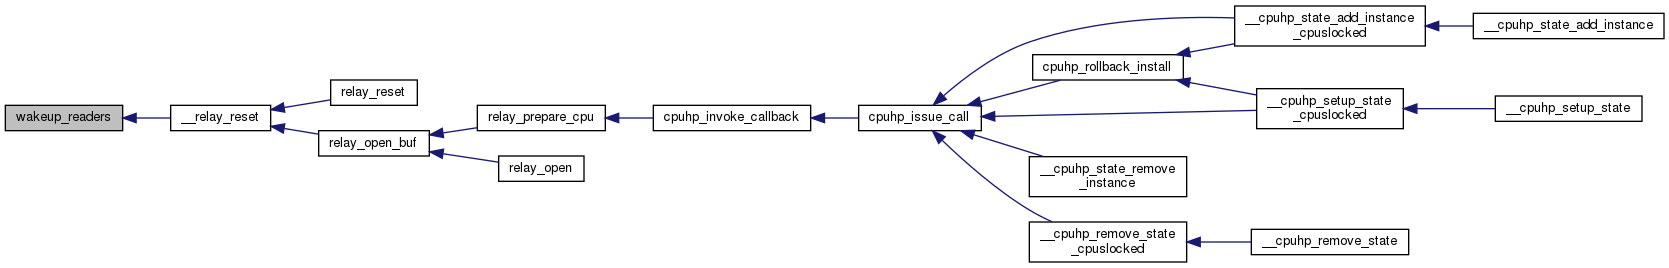 wakeup_readers
__relay_reset
relay_reset
relay_open_buf
relay_prepare_cpu
relay_open
cpuhp_invoke_callback
cpuhp_issue_call
__cpuhp_state_add_instance
_cpuslocked
__cpuhp_state_add_instance
cpuhp_rollback_install
__cpuhp_setup_state
_cpuslocked
__cpuhp_setup_state
__cpuhp_state_remove
_instance
__cpuhp_remove_state
_cpuslocked
__cpuhp_remove_state